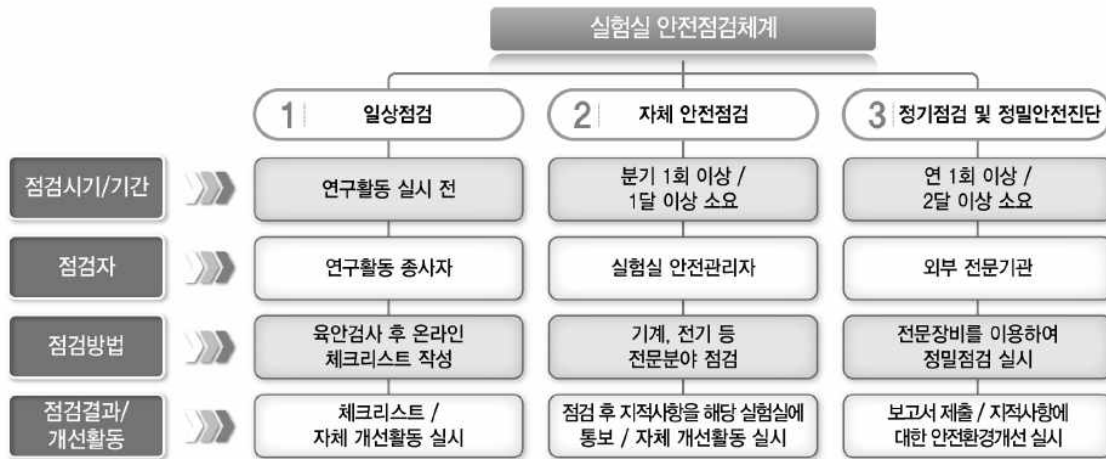 실험실 안전점검체계
1 일상점검
2 자체 안전점검
3 정기점검 및 정밀안전진단
점검시기/기간
연구활동 실시 전
분기 1회 이상 /
1달 이상 소요
연 1회 이상 /
2달 이상 소요
점검자
연구활동 종사자
실험실 안전관리자
외부 전문기관
점검방법
육안검사 후 온라인
체크리스트 작성
기계, 전기 등
전문분야 점검
전문장비를 이용하여
정밀점검 실시
점검결과/
개선활동
체크리스트 /
자체 개선활동 실시
점검 후 지적사항을 해당 실험실에
통보 / 자체 개선활동 실시
보고서 제출 / 지적사항에
대한 안전환경개선 실시